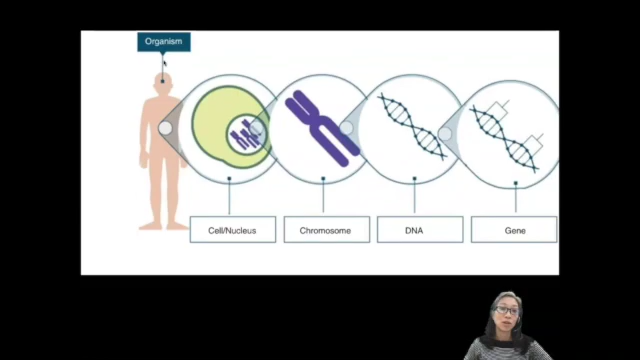 Organism
Cell/Nucleus
Chromosome
DNA
Gene